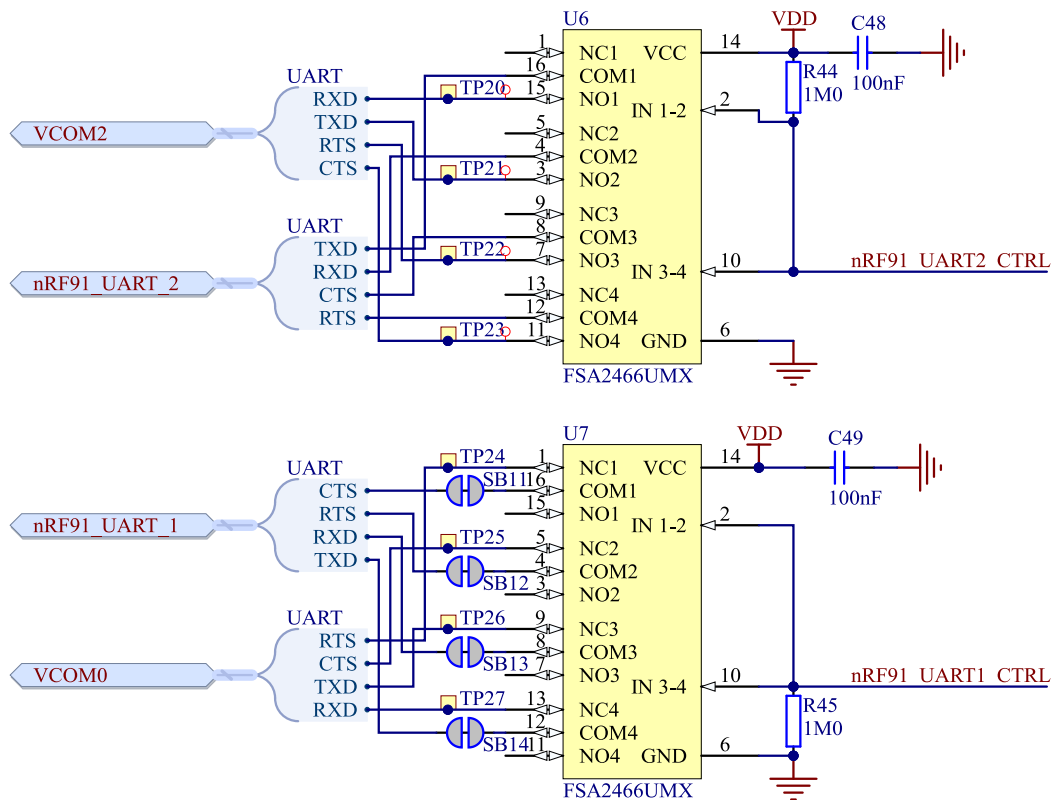 U6
VDD
C48
100nF
R44
1M0
1
NC1
VCC
14
16
COM1
15
NO1
IN 1-2
2
5
NC2
4
COM2
3
NO2
9
NC3
8
COM3
7
NO3
IN 3-4
10
13
NC4
12
COM4
11
NO4
GND
6
FSA2466UMX
nRF91_UART2_CTRL
UART
RXD
TXD
RTS
CTS
VCOM2
UART
TXD
RXD
CTS
RTS
nRF91_UART_2
TP20
TP21
TP22
TP23
U7
VDD
C49
100nF
1
NC1
VCC
14
16
COM1
15
NO1
IN 1-2
2
5
NC2
4
COM2
3
NO2
9
NC3
8
COM3
7
NO3
IN 3-4
10
13
NC4
12
COM4
11
NO4
GND
6
FSA2466UMX
nRF91_UART1_CTRL
R45
1M0
UART
CTS
RTS
RXD
TXD
nRF91_UART_1
UART
RTS
CTS
TXD
RXD
VCOM0
TP24
SB11
TP25
SB12
TP26
SB13
TP27
SB14